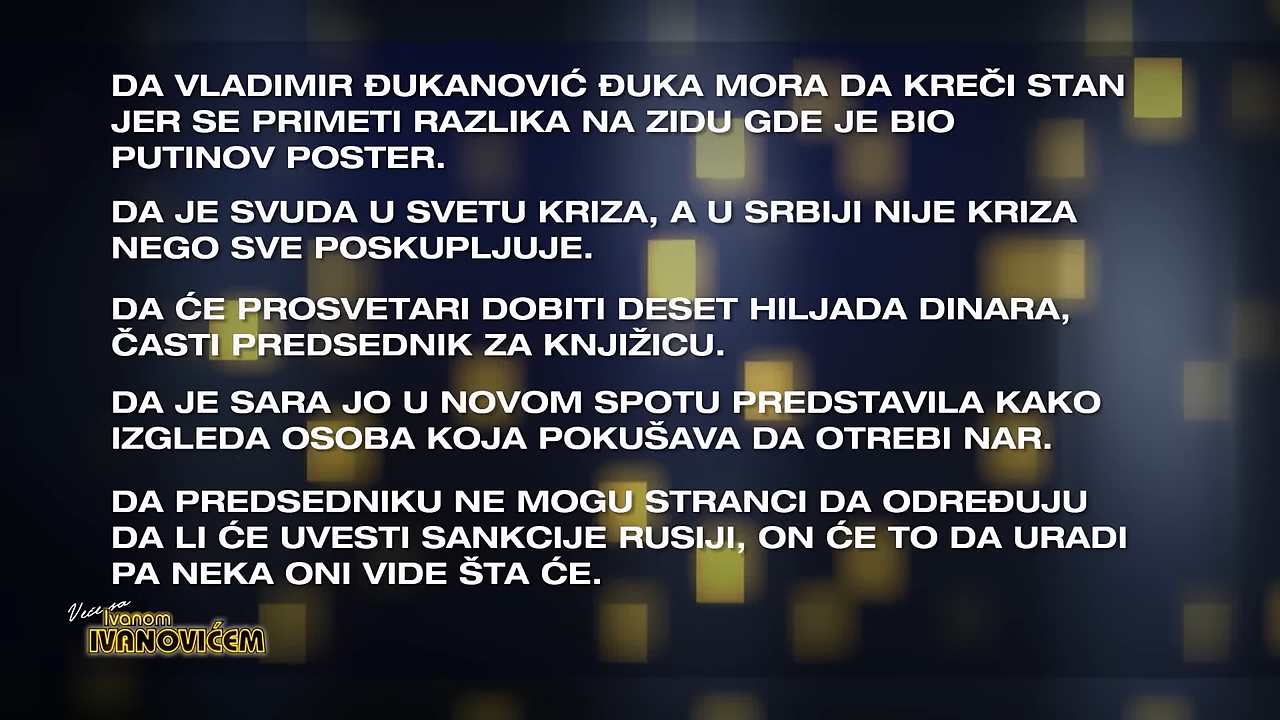 DA VLADIMIR ĐUKANOVIĆ ĐUKA MORA DA KREČI STAN
JER SE PRIMETI RAZLIKA NA ZIDU GDE JE BIO
PUTINOV POSTER.
DA JE SVUDA U SVETU KRIZA, A U SRBIJI NIJE KRIZA
NEGO SVE POSKUPLJUJE.
DA ĆE PROSVETARI DOBITI DESET HILJADA DINARA,
ČASTI PREDSEDNIK ZA KNJIŽICU.
DA JE SARA JO U NOVOM SPOTU PREDSTAVILA KAKO
IZGLEDA OSOBA KOJA POKUŠAVA DA OTREBI NAR.
DA PREDSEDNIKU NE MOGU STRANCI DA ODREĐUJU
DA LI ĆE UVESTI SANKCIJE RUSIJI, ON ĆE TO DA URADI
PA NEKA ONI VIDE ŠTA ĆE.
Veče sa
Ivanom
IVANOVIĆEM